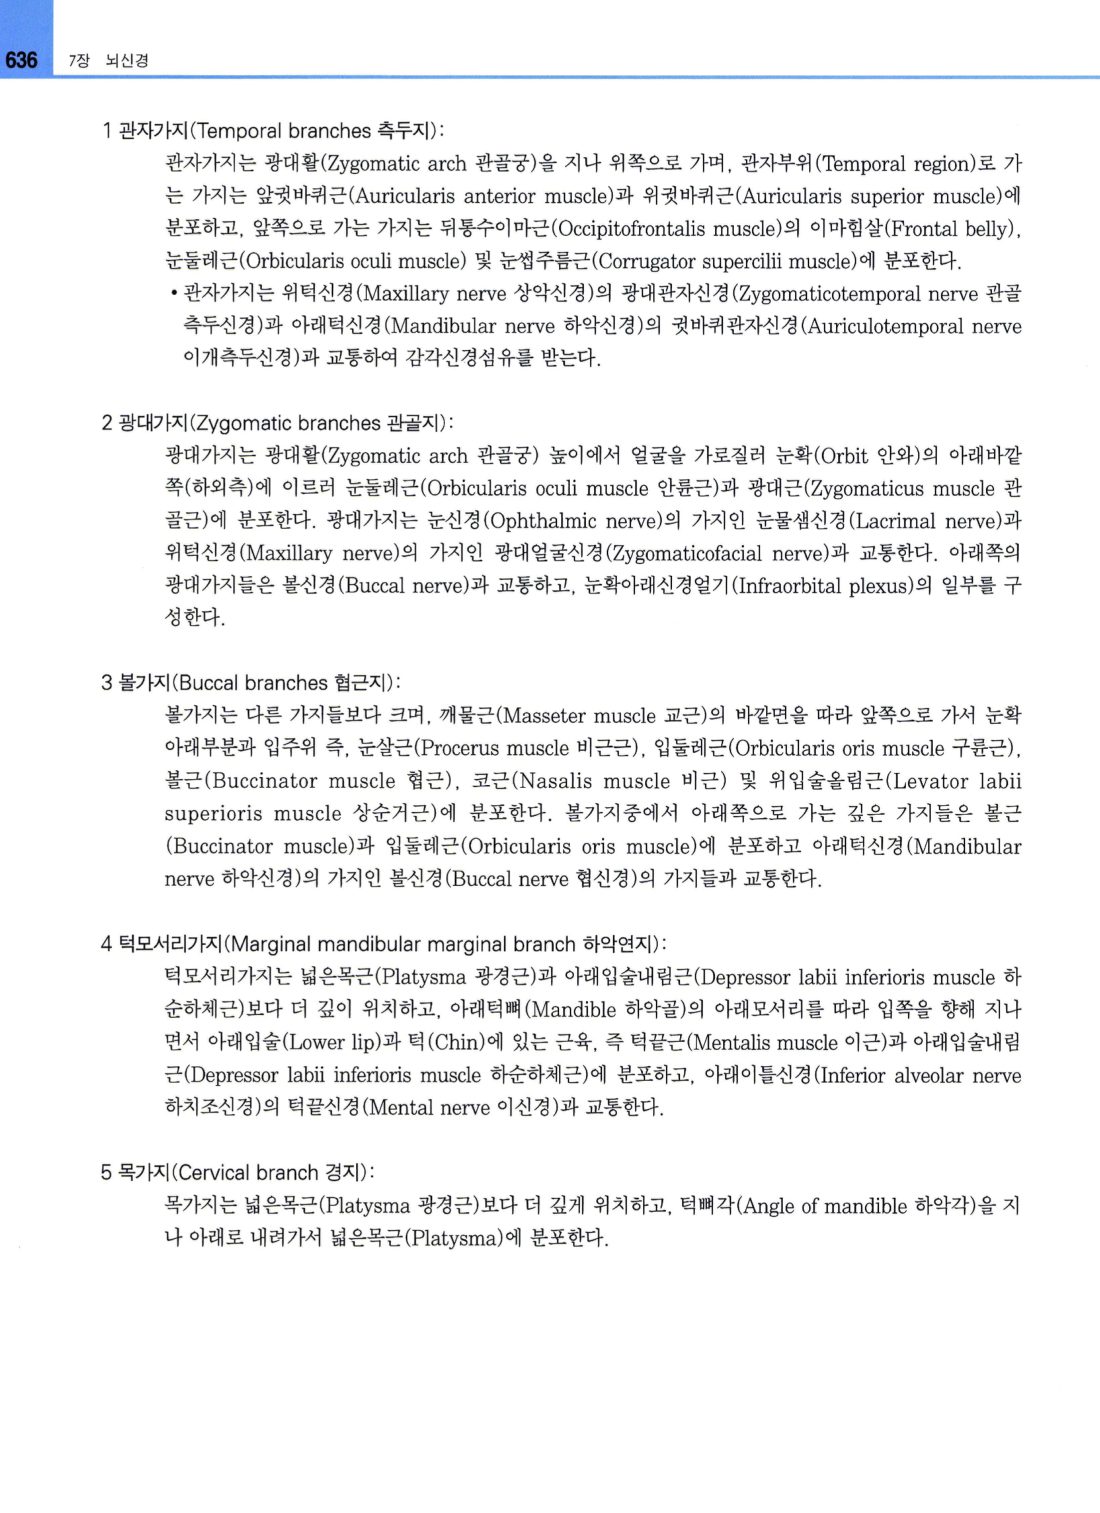 636 7장 뇌신경
1 관자가지(Temporal branches 측두지):
관자가지는 광대활(Zygomatic arch 관골궁)을 지나 위쪽으로 가며, 관자부위(Temporal region)로 가
는 가지는 앞귓바퀴근(Auricularis anterior muscle)과 위귓바퀴근(Auricularis superior muscle)에
분포하고, 앞쪽으로 가는 가지는 뒤통수이마근(Occipitofrontalis muscle)의 이마힘살(Frontal belly),
눈둘레근(Orbicularis oculi muscle) 및 눈썹주름근(Corrugator supercilii muscle)에 분포한다.
• 관자가지는 위턱신경(Maxillary nerve 상악신경)의 광대관자신경(Zygomaticotemporal nerve 관골
측두신경)과 아래턱신경(Mandibular nerve 하악신경)의 귓바퀴관자신경(Auriculotemporal nerve
이개측두신경)과 교통하여 감각신경섬유를 받는다.
2 광대가지(Zygomatic branches 관골지):
광대가지는 광대활(Zygomatic arch 관골궁) 높이에서 얼굴을 가로질러 눈확(Orbit 안와)의 아래바깥
쪽(하외측)에 이르러 눈둘레근(Orbicularis oculi muscle 안륜근)과 광대근(Zygomaticus muscle 관
골근)에 분포한다. 광대가지는 눈신경(Ophthalmic nerve)의 가지인 눈물샘신경(Lacrimal nerve)과
위턱신경(Maxillary nerve)의 가지인 광대얼굴신경(Zygomaticofacial nerve)과 교통한다. 아래쪽의
광대가지들은 볼신경(Buccal nerve)과 교통하고, 눈확아래신경얼기(Infraorbital plexus)의 일부를 구
성한다.
3 볼가지(Buccal branches 협근지):
볼가지는 다른 가지들보다 크며, 깨물근(Masseter muscle 교근)의 바깥면을 따라 앞쪽으로 가서 눈확
아래부분과 입주위 즉, 눈살근(Procerus muscle 비근근), 입둘레근(Orbicularis oris muscle 구륜근),
볼근(Buccinator muscle 협근), 코근(Nasalis muscle 비근) 및 위입술올림근(Levator labii
superioris muscle 상순거근)에 분포한다. 볼가지중에서 아래쪽으로 가는 깊은 가지들은 볼근
(Buccinator muscle)과 입둘레근(Orbicularis oris muscle)에 분포하고 아래턱신경(Mandibular
nerve 하악신경)의 가지인 볼신경(Buccal nerve 협신경)의 가지들과 교통한다.
4 턱모서리가지(Marginal mandibular marginal branch 하악연지):
턱모서리가지는 넓은목근(Platysma 광경근)과 아래입술내림근(Depressor labii inferioris muscle 하
순하체근)보다 더 깊이 위치하고, 아래턱뼈(Mandible 하악골)의 아래모서리를 따라 입쪽을 향해 지나
면서 아래입술(Lower lip)과 턱(Chin)에 있는 근육, 즉 턱끝근(Mentalis muscle 이근)과 아래입술내림
근(Depressor labii inferioris muscle 하순하체근)에 분포하고, 아래이틀신경(Inferior alveolar nerve
하치조신경)의 턱끝신경(Mental nerve 이신경)과 교통한다.
5 목가지(Cervical branch 경지):
목가지는 넓은목근(Platysma 광경근)보다 더 깊게 위치하고, 턱뼈각(Angle of mandible 하악각)을 지
나 아래로 내려가서 넓은목근(Platysma)에 분포한다.